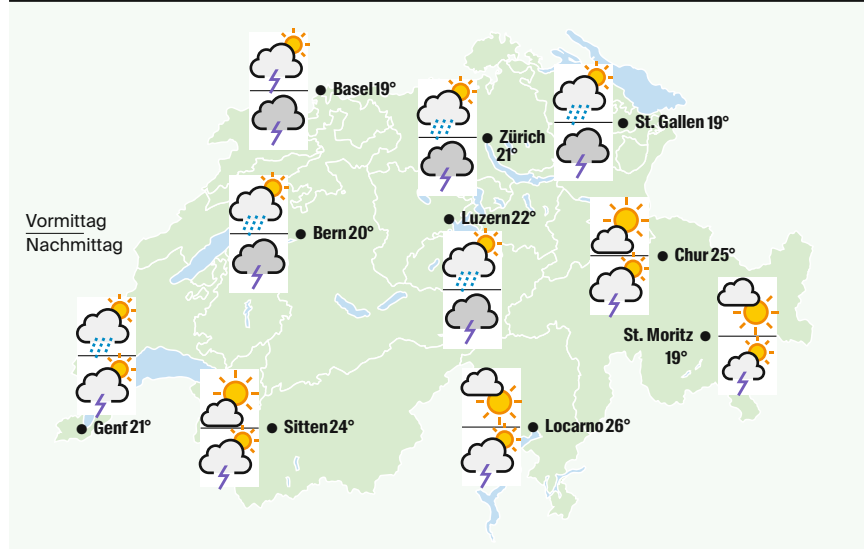 Basel 19°
St. Gallen 19°
Zürich
21°
Vormittag
Nachmittag
Bern 20°
Luzern 22°
Chur 25°
St. Moritz
19°
Genf 21°
Sitten 24°
Locarno 26°